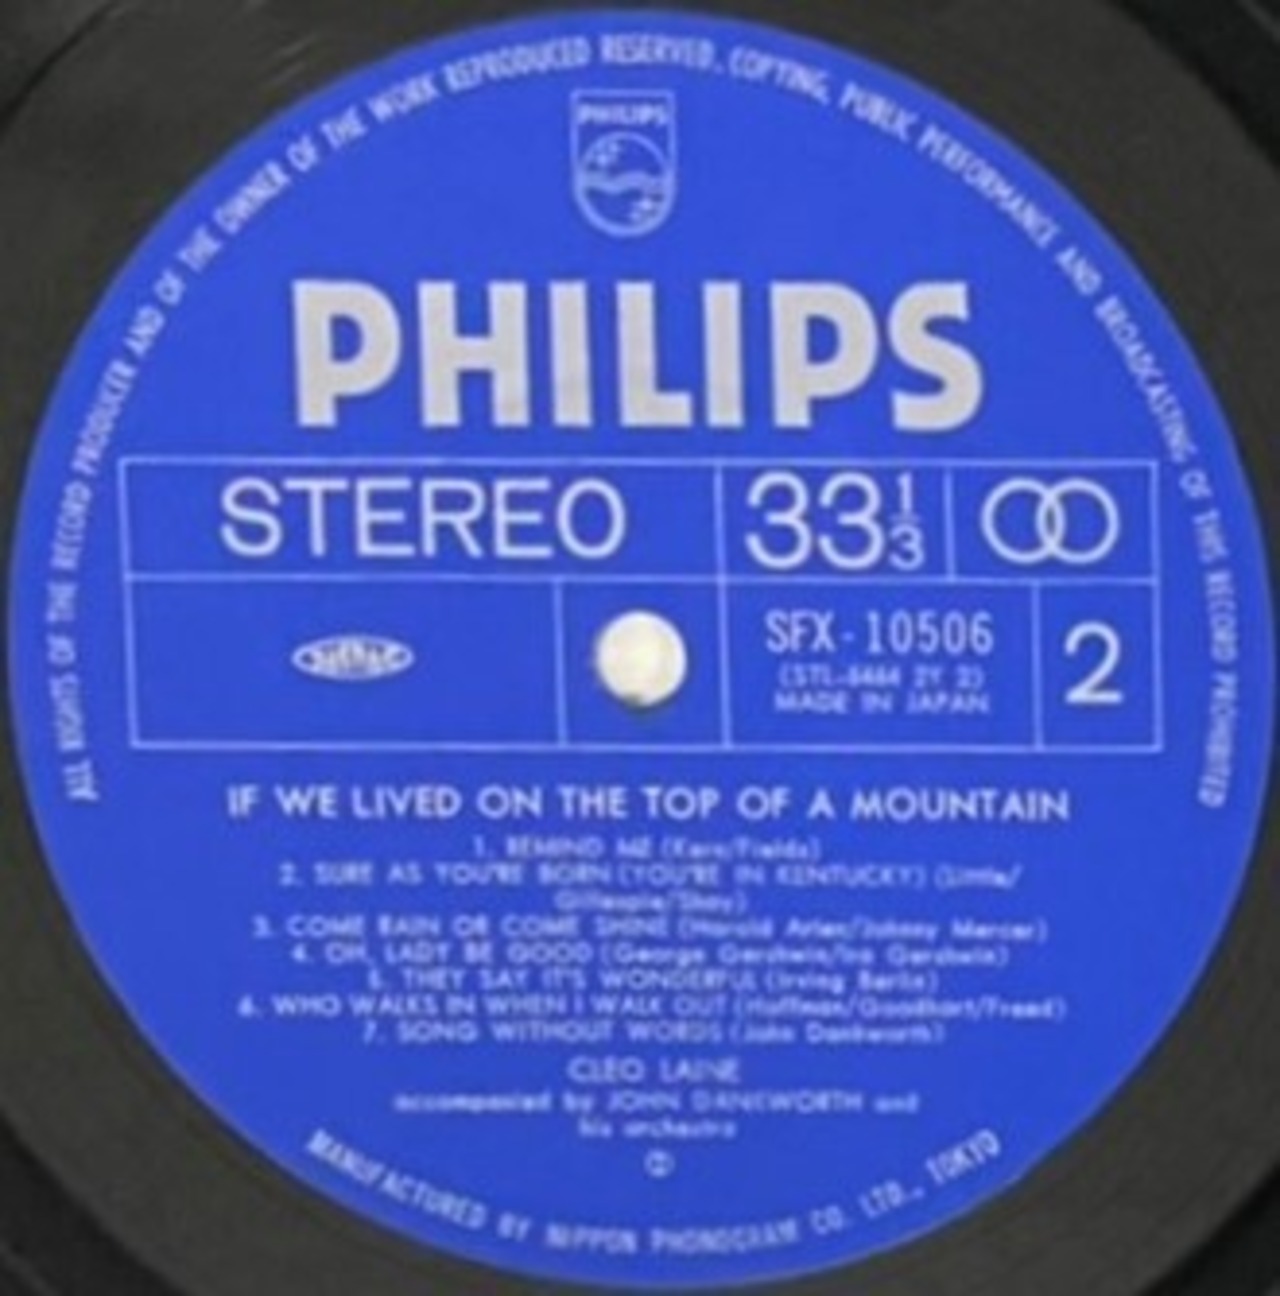 ALL RIGHTS OF THE RECORD PRODUCER AND OF THE OWNER OF THE WORK REPRODUCED RESERVED. COPYING, PUBLIC PERFORMANCE AND BROADCASTING OF THIS RECORD PROHIBITED
PHILIPS
PHILIPS
STEREO
33 1/3
SFX-10506
(STL-6464 2Y 2)
MADE IN JAPAN
2
IF WE LIVED ON THE TOP OF A MOUNTAIN
1. REMIND ME (Kern/Fields)
2. SURE AS YOU'RE BORN (YOU'RE IN KENTUCKY) (Little/
Gillespie/Shay)
3. COME RAIN OR COME SHINE (Harold Arlen/Johnny Mercer)
4. OH, LADY BE GOOD (George Gershwin/Ira Gershwin)
5. THEY SAY IT'S WONDERFUL (Irving Berlin)
6. WHO WALKS IN WHEN I WALK OUT (Hoffman/Goodhart/Freed)
7. SONG WITHOUT WORDS (John Dankworth)
CLEO LAINE
accompanied by JOHN DANKWORTH and
his orchestra
MANUFACTURED BY NIPPON PHONOGRAM CO. LTD., TOKYO